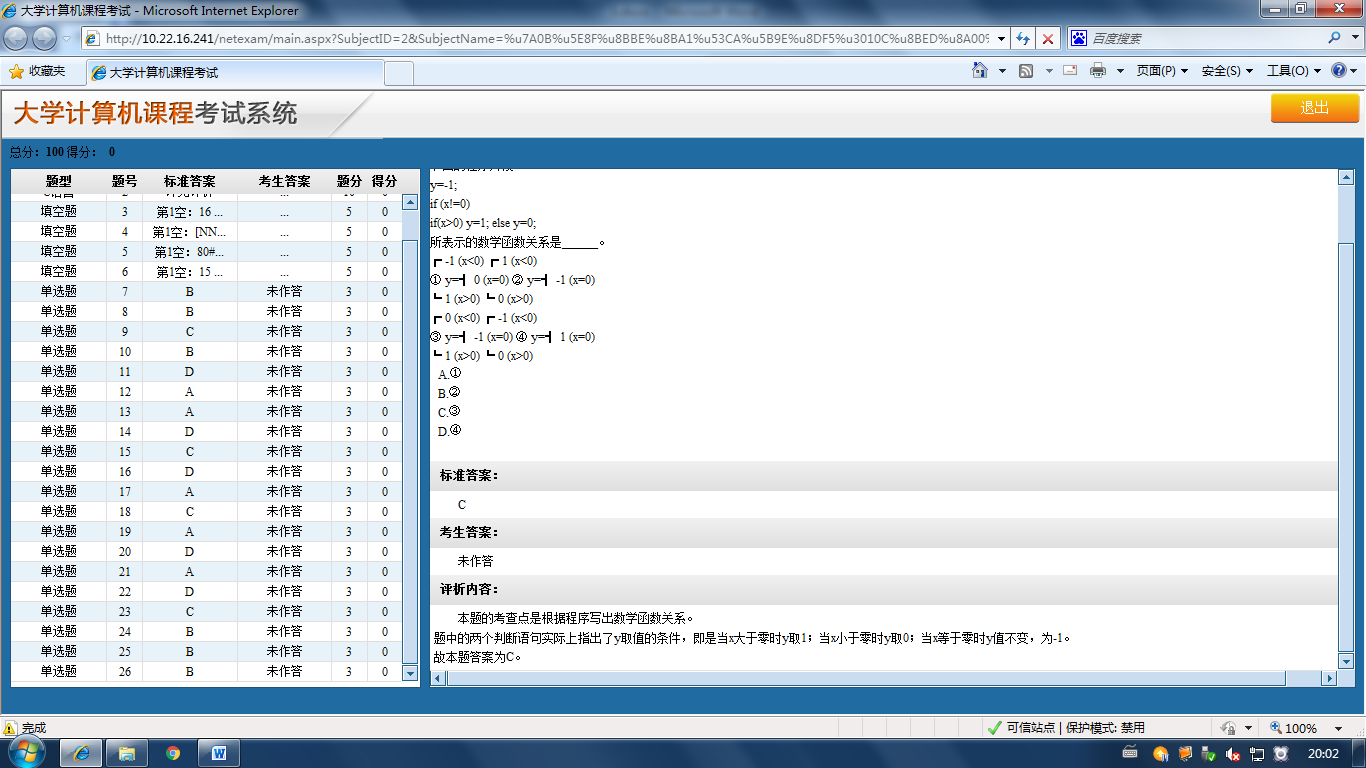 大学计算机课程考试 - Microsoft Internet Explorer
http://10.22.16.241/netexam/main.aspx?SubjectID=2&SubjectName=%u7A0B%u5E8F%u8BBE%u8BA1%u53CA%u5B9E%u8DF5%u3010C%u8BED%u8A00%
百度搜索
收藏夹
大学计算机课程考试
页面(P)
安全(S)
工具(O)
大学计算机课程考试系统
退出
总分：100 得分： 0
题型 题号 标准答案 考生答案 题分 得分
填空题 3 第1空：16 ... ... 5 0
填空题 4 第1空：[NN... ... 5 0
填空题 5 第1空：80#... ... 5 0
填空题 6 第1空：15 ... ... 5 0
单选题 7 B 未作答 3 0
单选题 8 B 未作答 3 0
单选题 9 C 未作答 3 0
单选题 10 B 未作答 3 0
单选题 11 D 未作答 3 0
单选题 12 A 未作答 3 0
单选题 13 A 未作答 3 0
单选题 14 D 未作答 3 0
单选题 15 C 未作答 3 0
单选题 16 D 未作答 3 0
单选题 17 A 未作答 3 0
单选题 18 C 未作答 3 0
单选题 19 A 未作答 3 0
单选题 20 D 未作答 3 0
单选题 21 A 未作答 3 0
单选题 22 D 未作答 3 0
单选题 23 C 未作答 3 0
单选题 24 B 未作答 3 0
单选题 25 B 未作答 3 0
单选题 26 B 未作答 3 0
y=-1;
if (x!=0)
if(x>0) y=1; else y=0;
所表示的数学函数关系是______。
┏ -1 (x<0) ┏ 1 (x<0)
① y=┫ 0 (x=0) ② y=┫ -1 (x=0)
┗ 1 (x>0) ┗ 0 (x>0)
┏ 0 (x<0) ┏ -1 (x<0)
③ y=┫ -1 (x=0) ④ y=┫ 1 (x=0)
┗ 1 (x>0) ┗ 0 (x>0)
A.①
B.②
C.③
D.④
标准答案：
C
考生答案：
未作答
评析内容：
本题的考查点是根据程序写出数学函数关系。
题中的两个判断语句实际上指出了y取值的条件，即是当x大于零时y取1；当x小于零时y取0；当x等于零时y值不变，为-1。
故本题答案为C。
完成
可信站点 | 保护模式: 禁用
100%
20:02